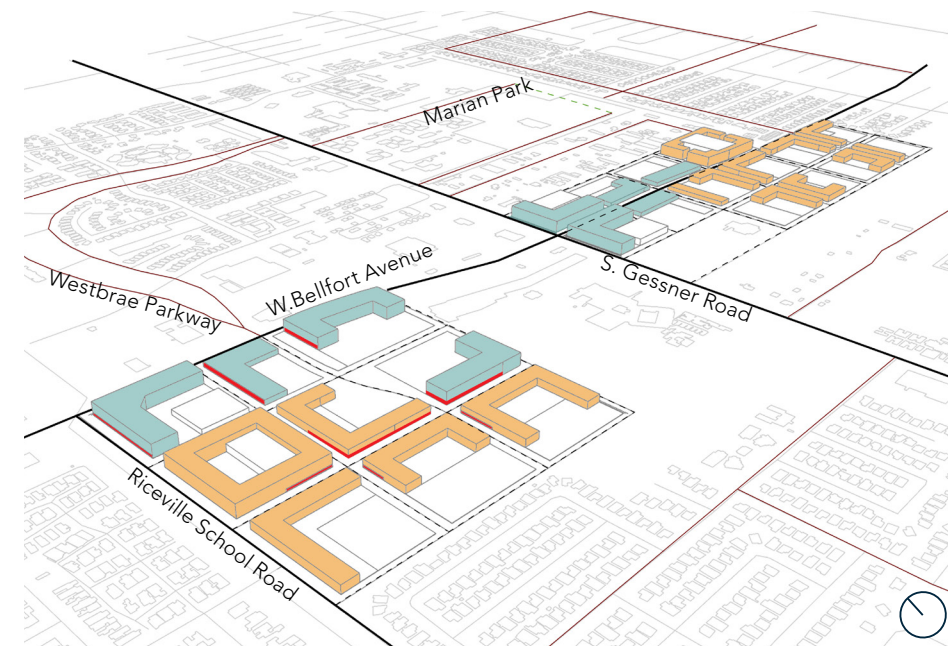 Marian Park
S. Gessner Road
W.Bellfort Avenue
Westbrae Parkway
Riceville School Road